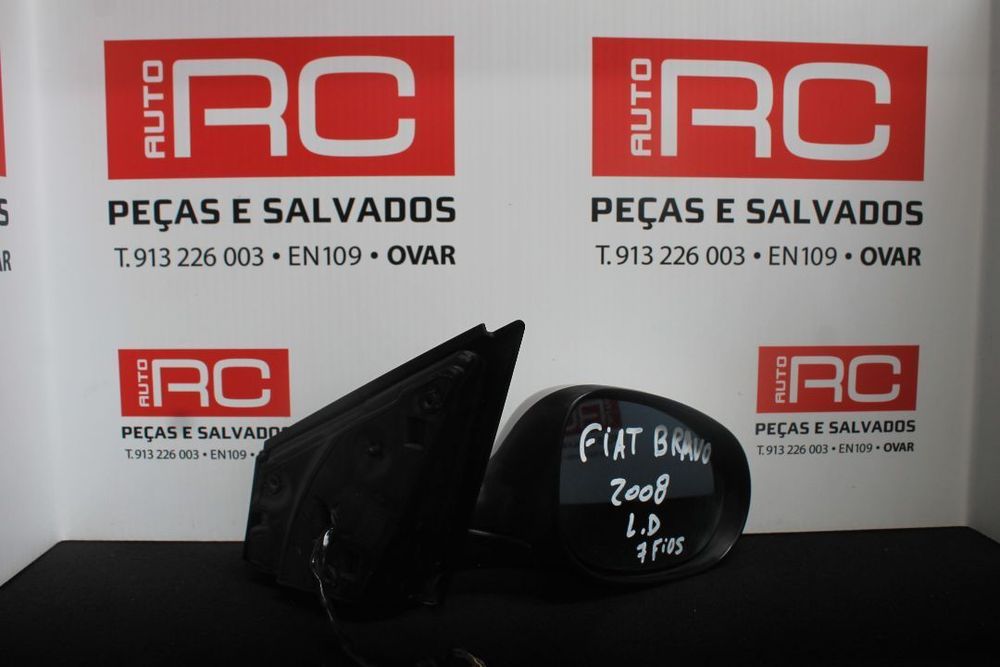 AUTO RC
PEÇAS E SALVADOS
T. 913 226 003 • EN109 • OVAR
AUTO RC
PEÇAS E SALVADOS
T. 913 226 003 • EN109 • OVAR
AUTO RC
PEÇAS E SALVADOS
T. 913 226 003 • EN109 •
AUTO RC
PEÇAS E SALVADOS
T. 913 226 003 • EN109 • OVAR
FIAT BRAVO
2008
L.D
7 FIOS